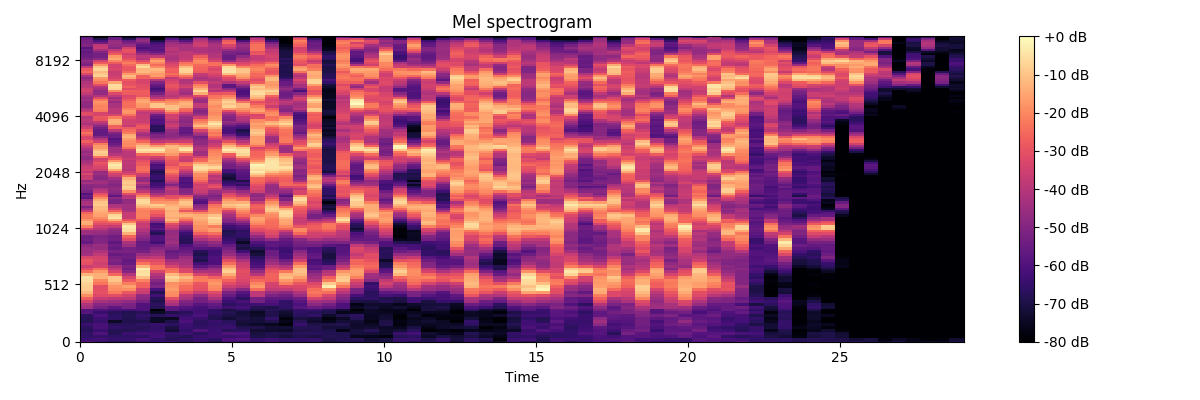 Mel spectrogram
Hz
8192
4096
2048
1024
512
0
0 5 10 15 20 25
Time
+0 dB
-10 dB
-20 dB
-30 dB
-40 dB
-50 dB
-60 dB
-70 dB
-80 dB